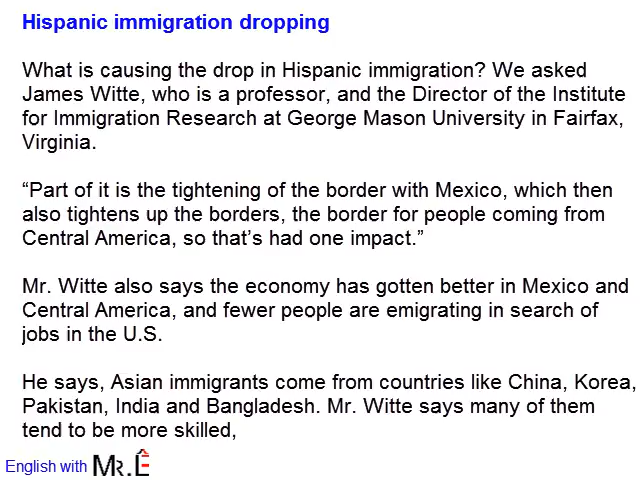 Hispanic immigration dropping
What is causing the drop in Hispanic immigration? We asked
James Witte, who is a professor, and the Director of the Institute
for Immigration Research at George Mason University in Fairfax,
Virginia.
“Part of it is the tightening of the border with Mexico, which then
also tightens up the borders, the border for people coming from
Central America, so that’s had one impact.”
Mr. Witte also says the economy has gotten better in Mexico and
Central America, and fewer people are emigrating in search of
jobs in the U.S.
He says, Asian immigrants come from countries like China, Korea,
Pakistan, India and Bangladesh. Mr. Witte says many of them
tend to be more skilled,
English with MR.Ê